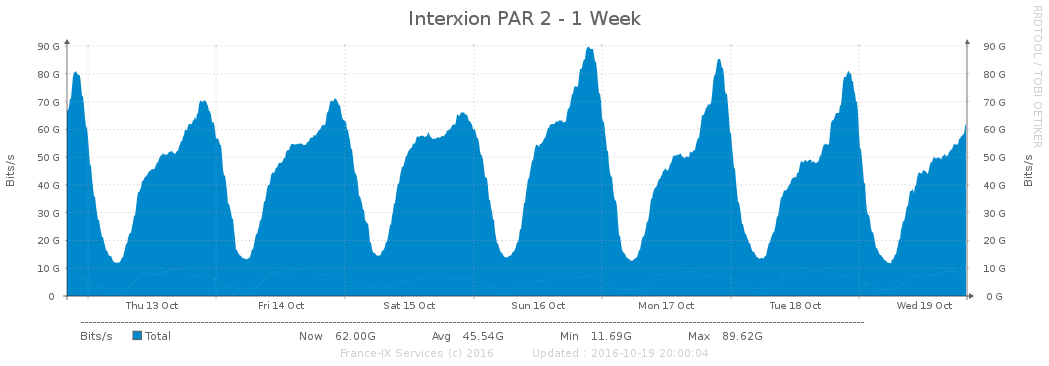 Interxion PAR 2 - 1 Week
RRDTOOL / TOBI OETIKER
Bits/s
90 G 90 G
80 G 80 G
70 G 70 G
60 G 60 G
50 G 50 G
40 G 40 G
30 G 30 G
20 G 20 G
10 G 10 G
0 0 G
Bits/s
Thu 13 Oct Fri 14 Oct Sat 15 Oct Sun 16 Oct Mon 17 Oct Tue 18 Oct Wed 19 Oct
Bits/s Total Now 62.00G Avg 45.54G Min 11.69G Max 89.62G
France-IX Services (c) 2016 Updated : 2016-10-19 20:00:04